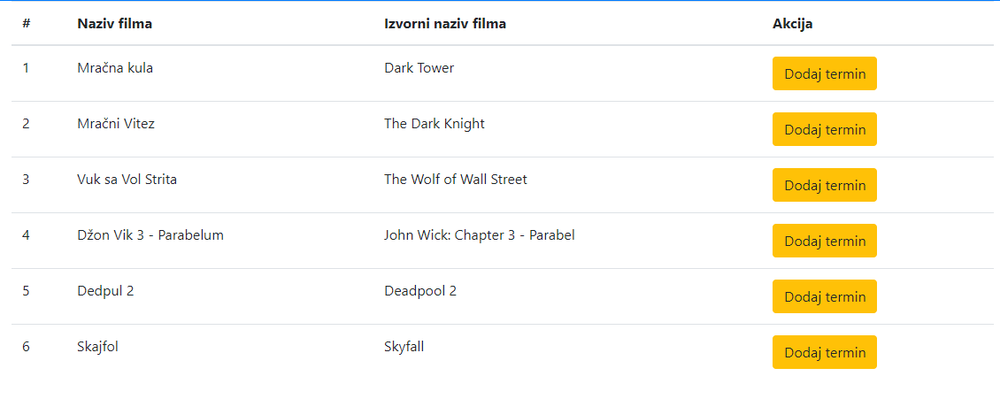 # Naziv filma Izvorni naziv filma Akcija
1 Mračna kula Dark Tower Dodaj termin
2 Mračni Vitez The Dark Knight Dodaj termin
3 Vuk sa Vol Strita The Wolf of Wall Street Dodaj termin
4 Džon Vik 3 - Parabelum John Wick: Chapter 3 - Parabel Dodaj termin
5 Dedpul 2 Deadpool 2 Dodaj termin
6 Skajfol Skyfall Dodaj termin